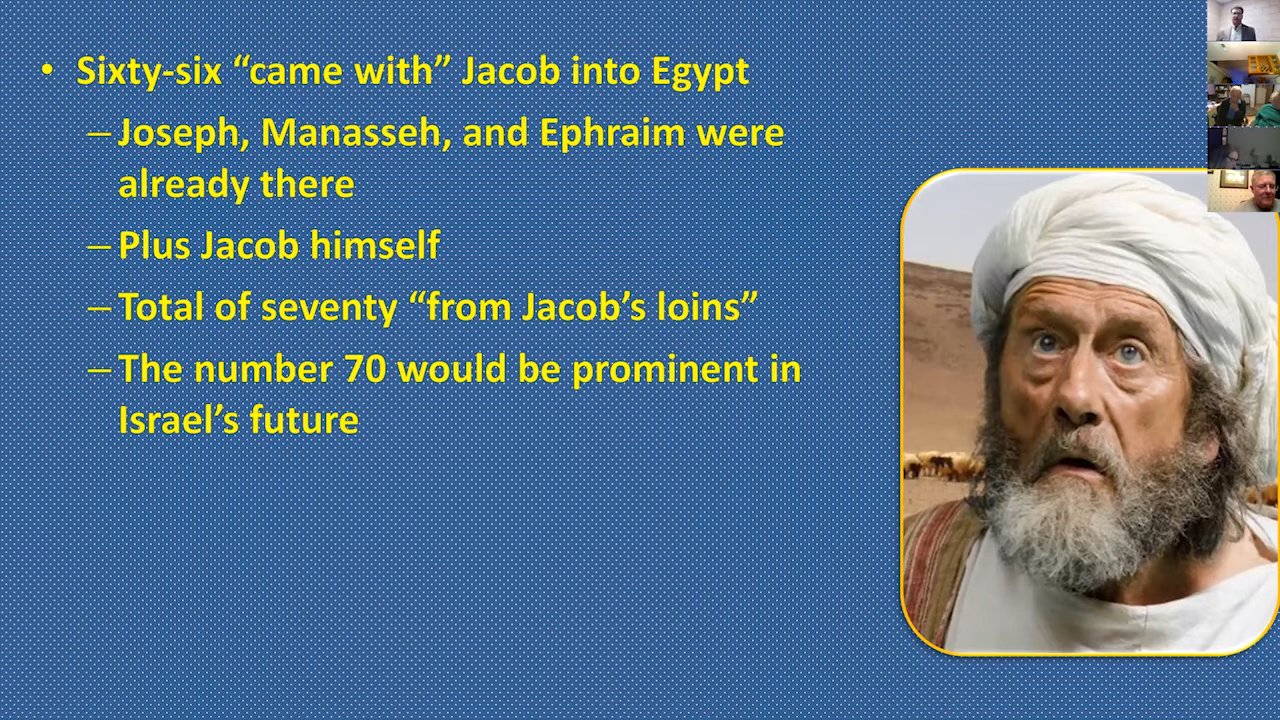 • Sixty-six “came with” Jacob into Egypt
– Joseph, Manasseh, and Ephraim were
already there
– Plus Jacob himself
– Total of seventy “from Jacob’s loins”
– The number 70 would be prominent in
Israel’s future